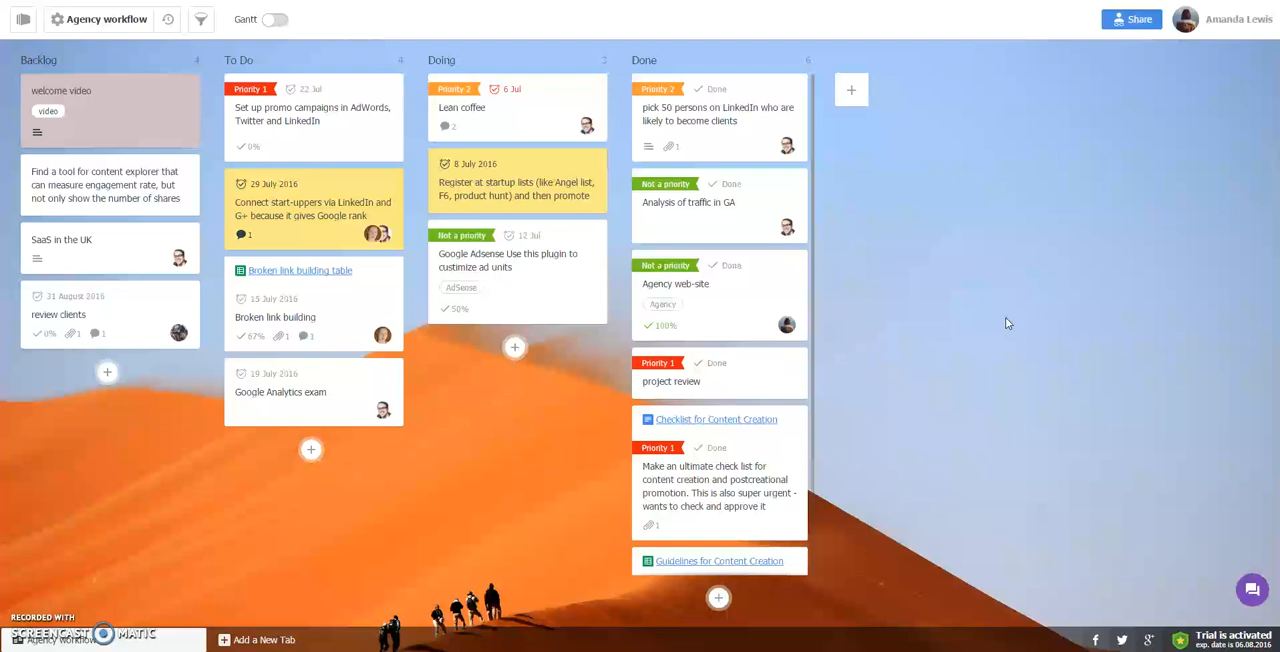 Agency workflow
Gantt
Share
Amanda Lewis
Backlog 4
welcome video
video
Find a tool for content explorer that
can measure engagement rate, but
not only show the number of shares
SaaS in the UK
31 August 2016
review clients
0% 1 1
To Do 4
Priority 1 22 Jul
Set up promo campaigns in AdWords,
Twitter and LinkedIn
0%
29 July 2016
Connect start-uppers via LinkedIn and
G+ because it gives Google rank
1
Broken link building table
15 July 2016
Broken link building
67% 1 1
19 July 2016
Google Analytics exam
Doing 3
Priority 2 6 Jul
Lean coffee
2
8 July 2016
Register at startup lists (like Angel list,
F6, product hunt) and then promote
Not a priority 12 Jul
Google Adsense Use this plugin to
custimize ad units
AdSense
50%
Done 6
Priority 2 Done
pick 50 persons on LinkedIn who are
likely to become clients
1
Not a priority Done
Analysis of traffic in GA
Not a priority Done
Agency web-site
Agency
100%
Priority 1 Done
project review
Checklist for Content Creation
Priority 1 Done
Make an ultimate check list for
content creation and postcreational
promotion. This is also super urgent -
wants to check and approve it
1
Guidelines for Content Creation
RECORDED WITH
SCREENCAST MATIC
Agency workflow
Add a New Tab
Trial is activated
exp. date is 06.08.2016